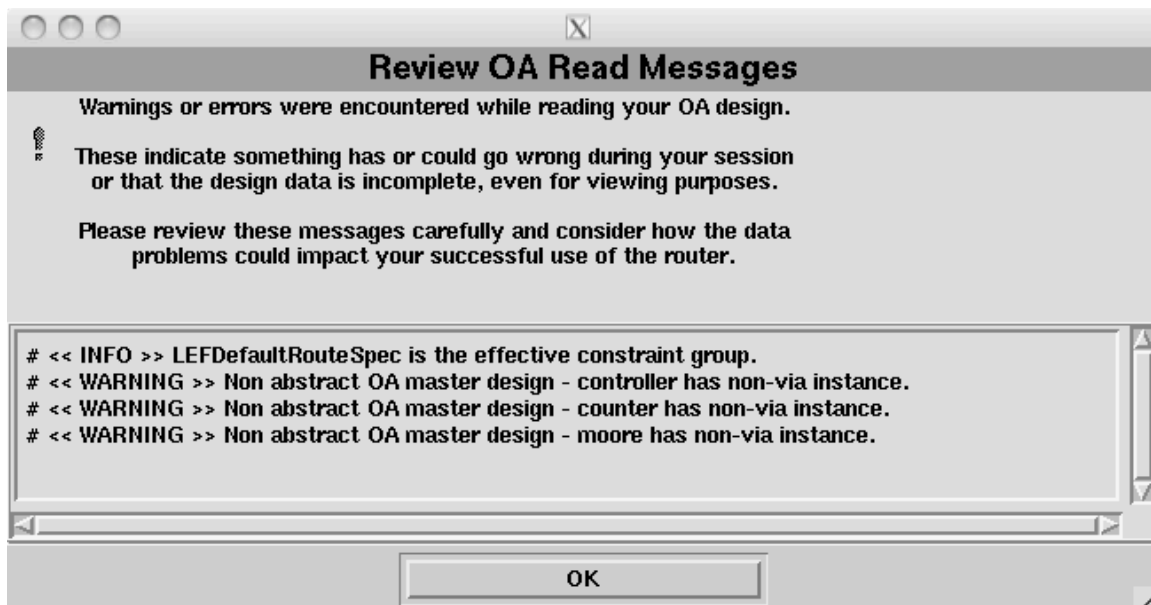 X
Review OA Read Messages
Warnings or errors were encountered while reading your OA design.
!
These indicate something has or could go wrong during your session
or that the design data is incomplete, even for viewing purposes.
Please review these messages carefully and consider how the data
problems could impact your successful use of the router.
# << INFO >> LEFDefaultRouteSpec is the effective constraint group.
# << WARNING >> Non abstract OA master design - controller has non-via instance.
# << WARNING >> Non abstract OA master design - counter has non-via instance.
# << WARNING >> Non abstract OA master design - moore has non-via instance.
OK